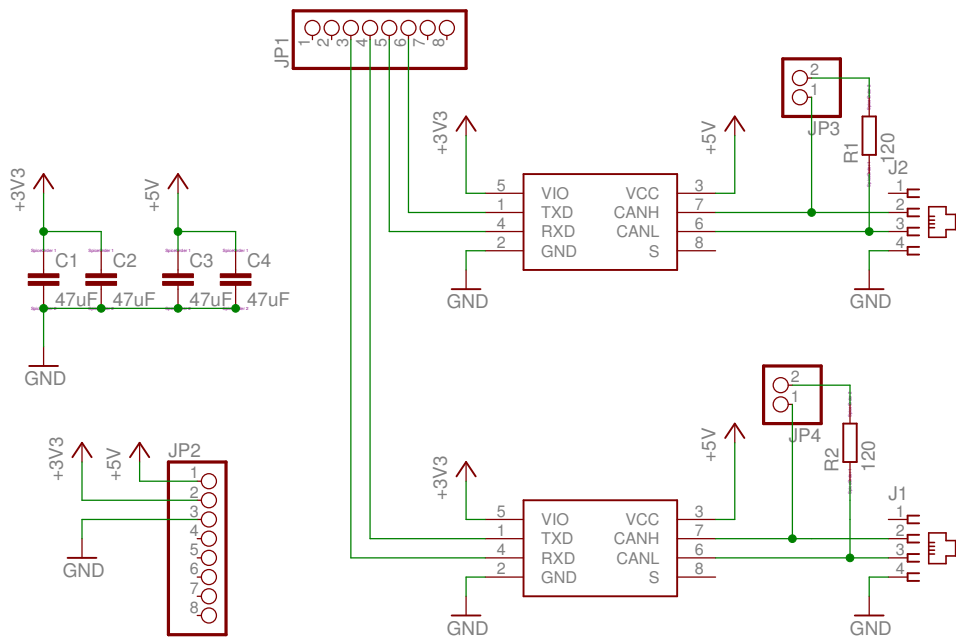 JP1
1 2 3 4 5 6 7 8
2
1
JP3
R1
120
J2
1
2
3
4
+3V3
+5V
5 VIO VCC 3
1 TXD CANH 7
4 RXD CANL 6
2 GND S 8
GND
GND
+3V3
+5V
C1 C2 C3 C4
47uF 47uF 47uF 47uF
GND
2
1
JP4
R2
120
J1
1
2
3
4
+3V3
+5V
5 VIO VCC 3
1 TXD CANH 7
4 RXD CANL 6
2 GND S 8
GND
GND
+3V3
+5V
JP2
1
2
3
4
5
6
7
8
GND